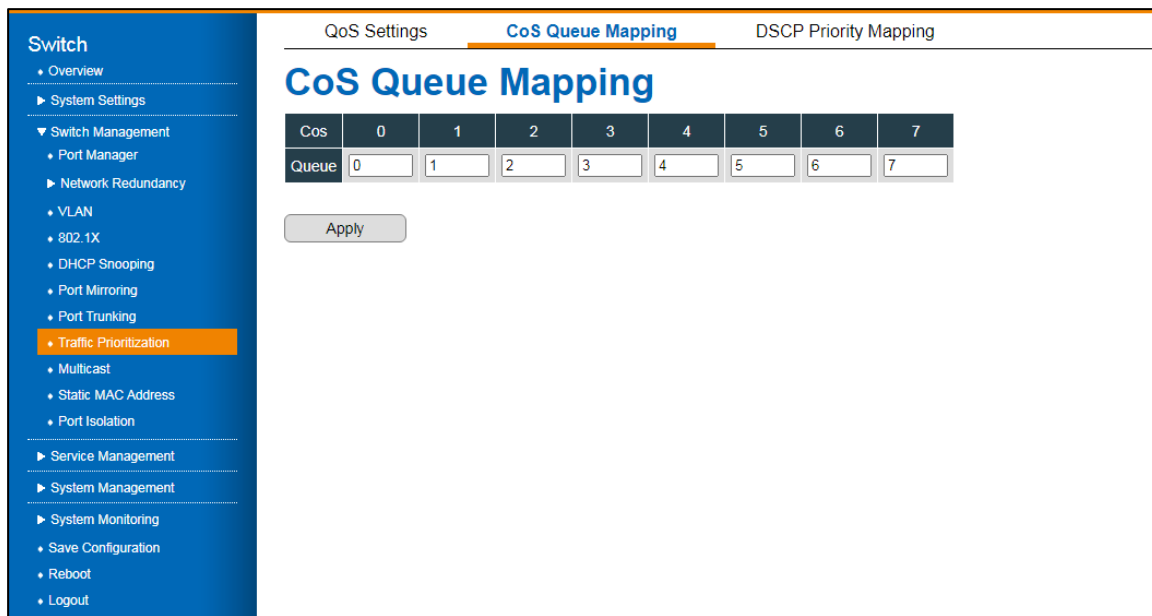 Switch
Overview
System Settings
Switch Management
Port Manager
Network Redundancy
VLAN
802.1X
DHCP Snooping
Port Mirroring
Port Trunking
Traffic Prioritization
Multicast
Static MAC Address
Port Isolation
Service Management
System Management
System Monitoring
Save Configuration
Reboot
Logout
QoS Settings CoS Queue Mapping DSCP Priority Mapping
CoS Queue Mapping
Cos 0 1 2 3 4 5 6 7
Queue 0 1 2 3 4 5 6 7
Apply